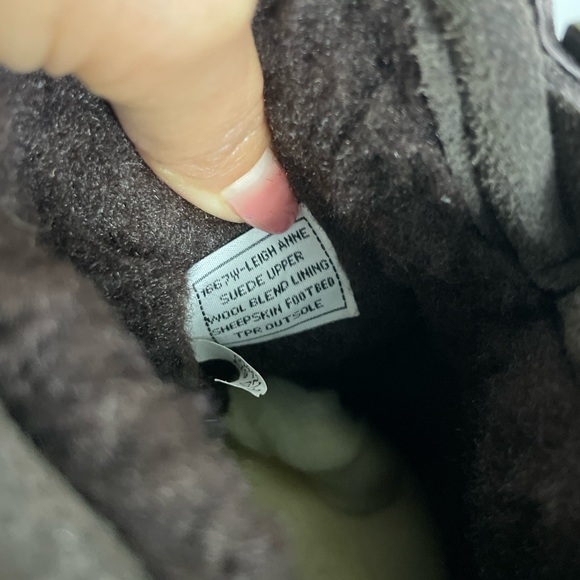 1667W-LEIGH ANNE
SUEDE UPPER
WOOL BLEND LINING
SHEEPSKIN FOOTBED
TPR OUTSOLE